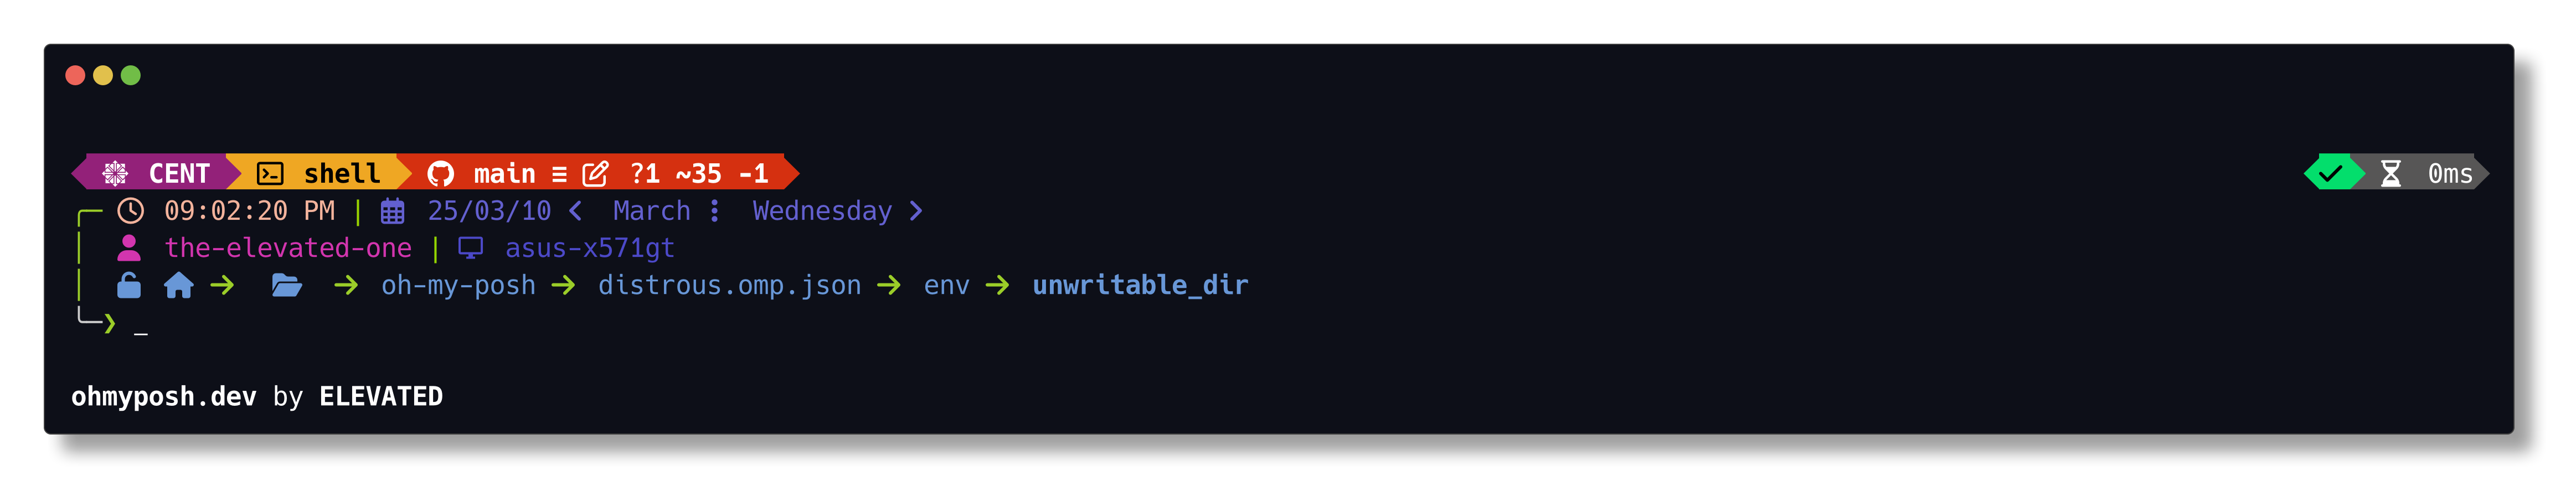 CENT shell main ≡ ?1 ~35 -1 0ms
09:02:20 PM | 25/03/10 < March ⋮ Wednesday >
the-elevated-one | asus-x571gt
→ → oh-my-posh → distrous.omp.json → env → unwritable_dir
❯ _
ohmyposh.dev by ELEVATED